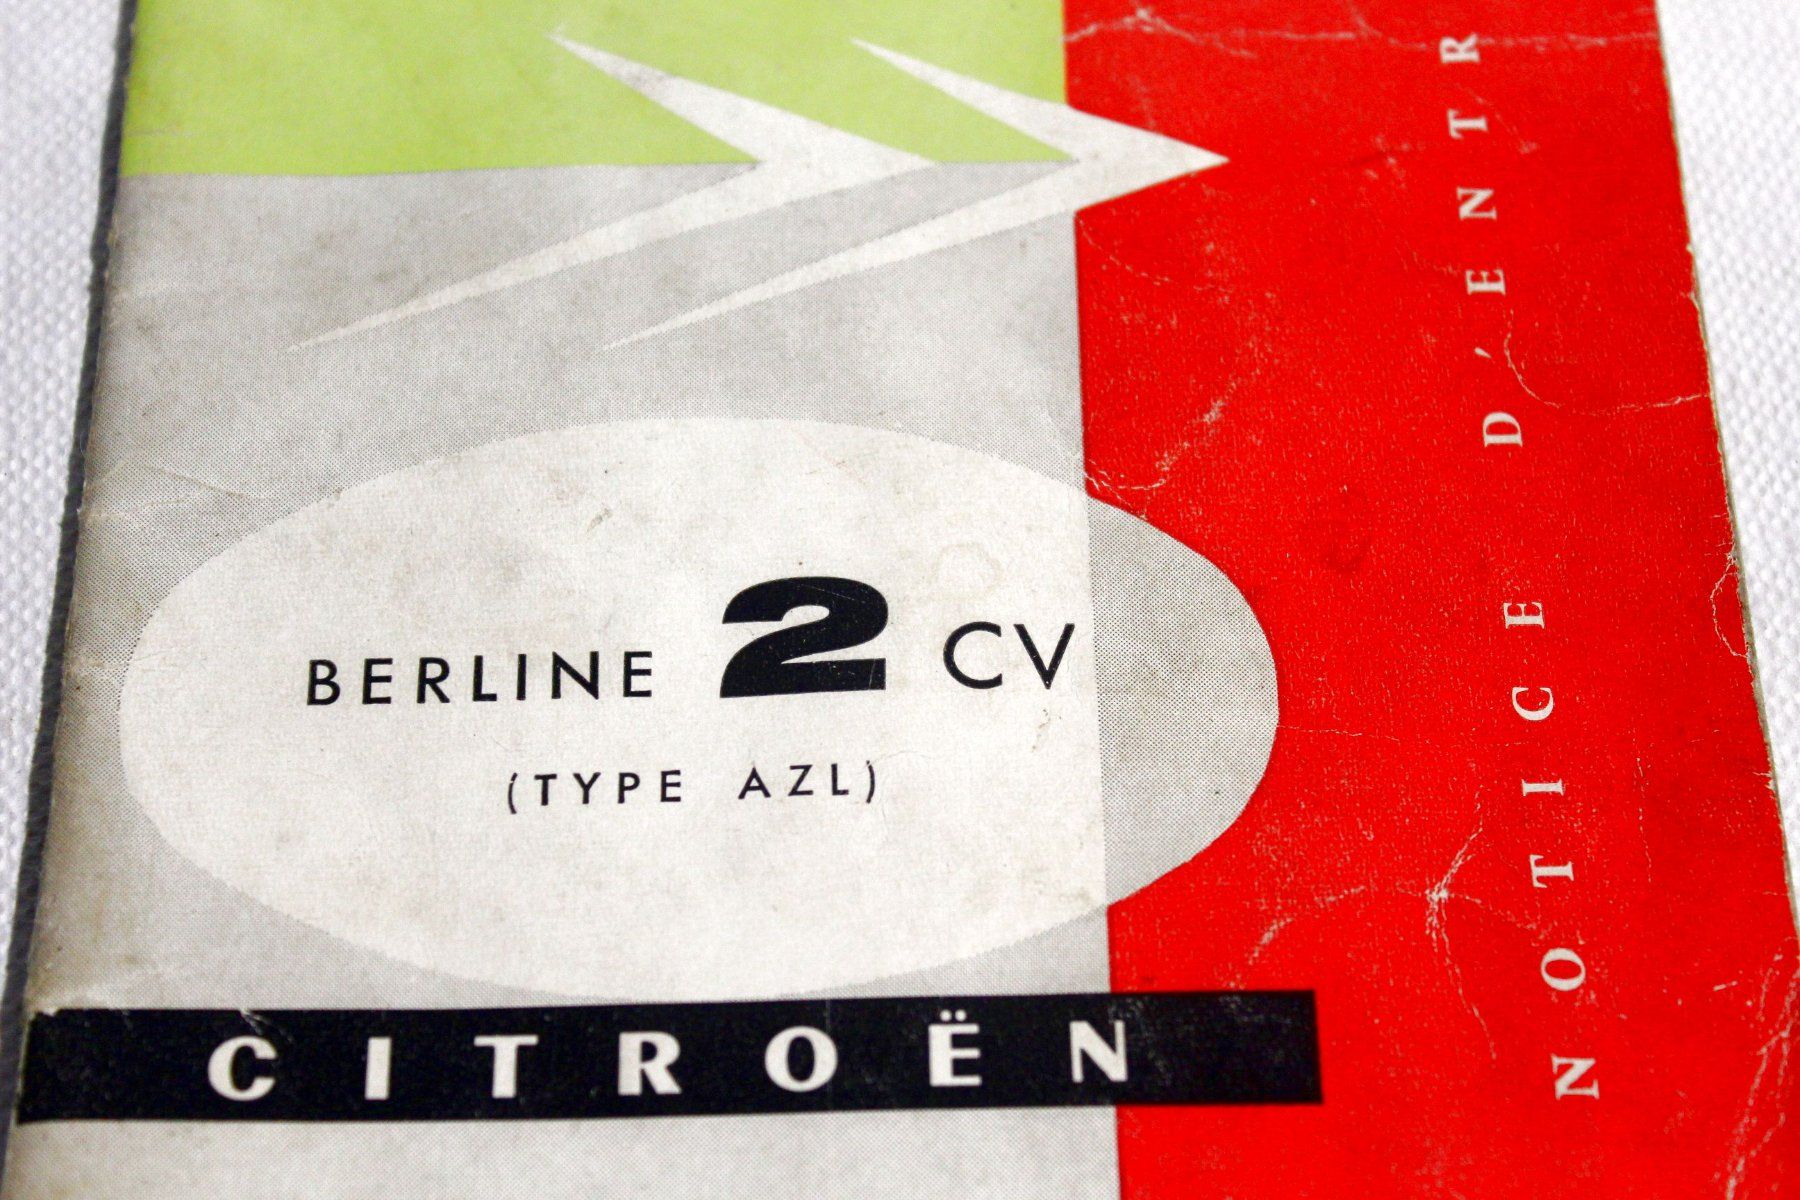 BERLINE 2 CV
(TYPE AZL)
CITROËN
NOTICE D'ENTR